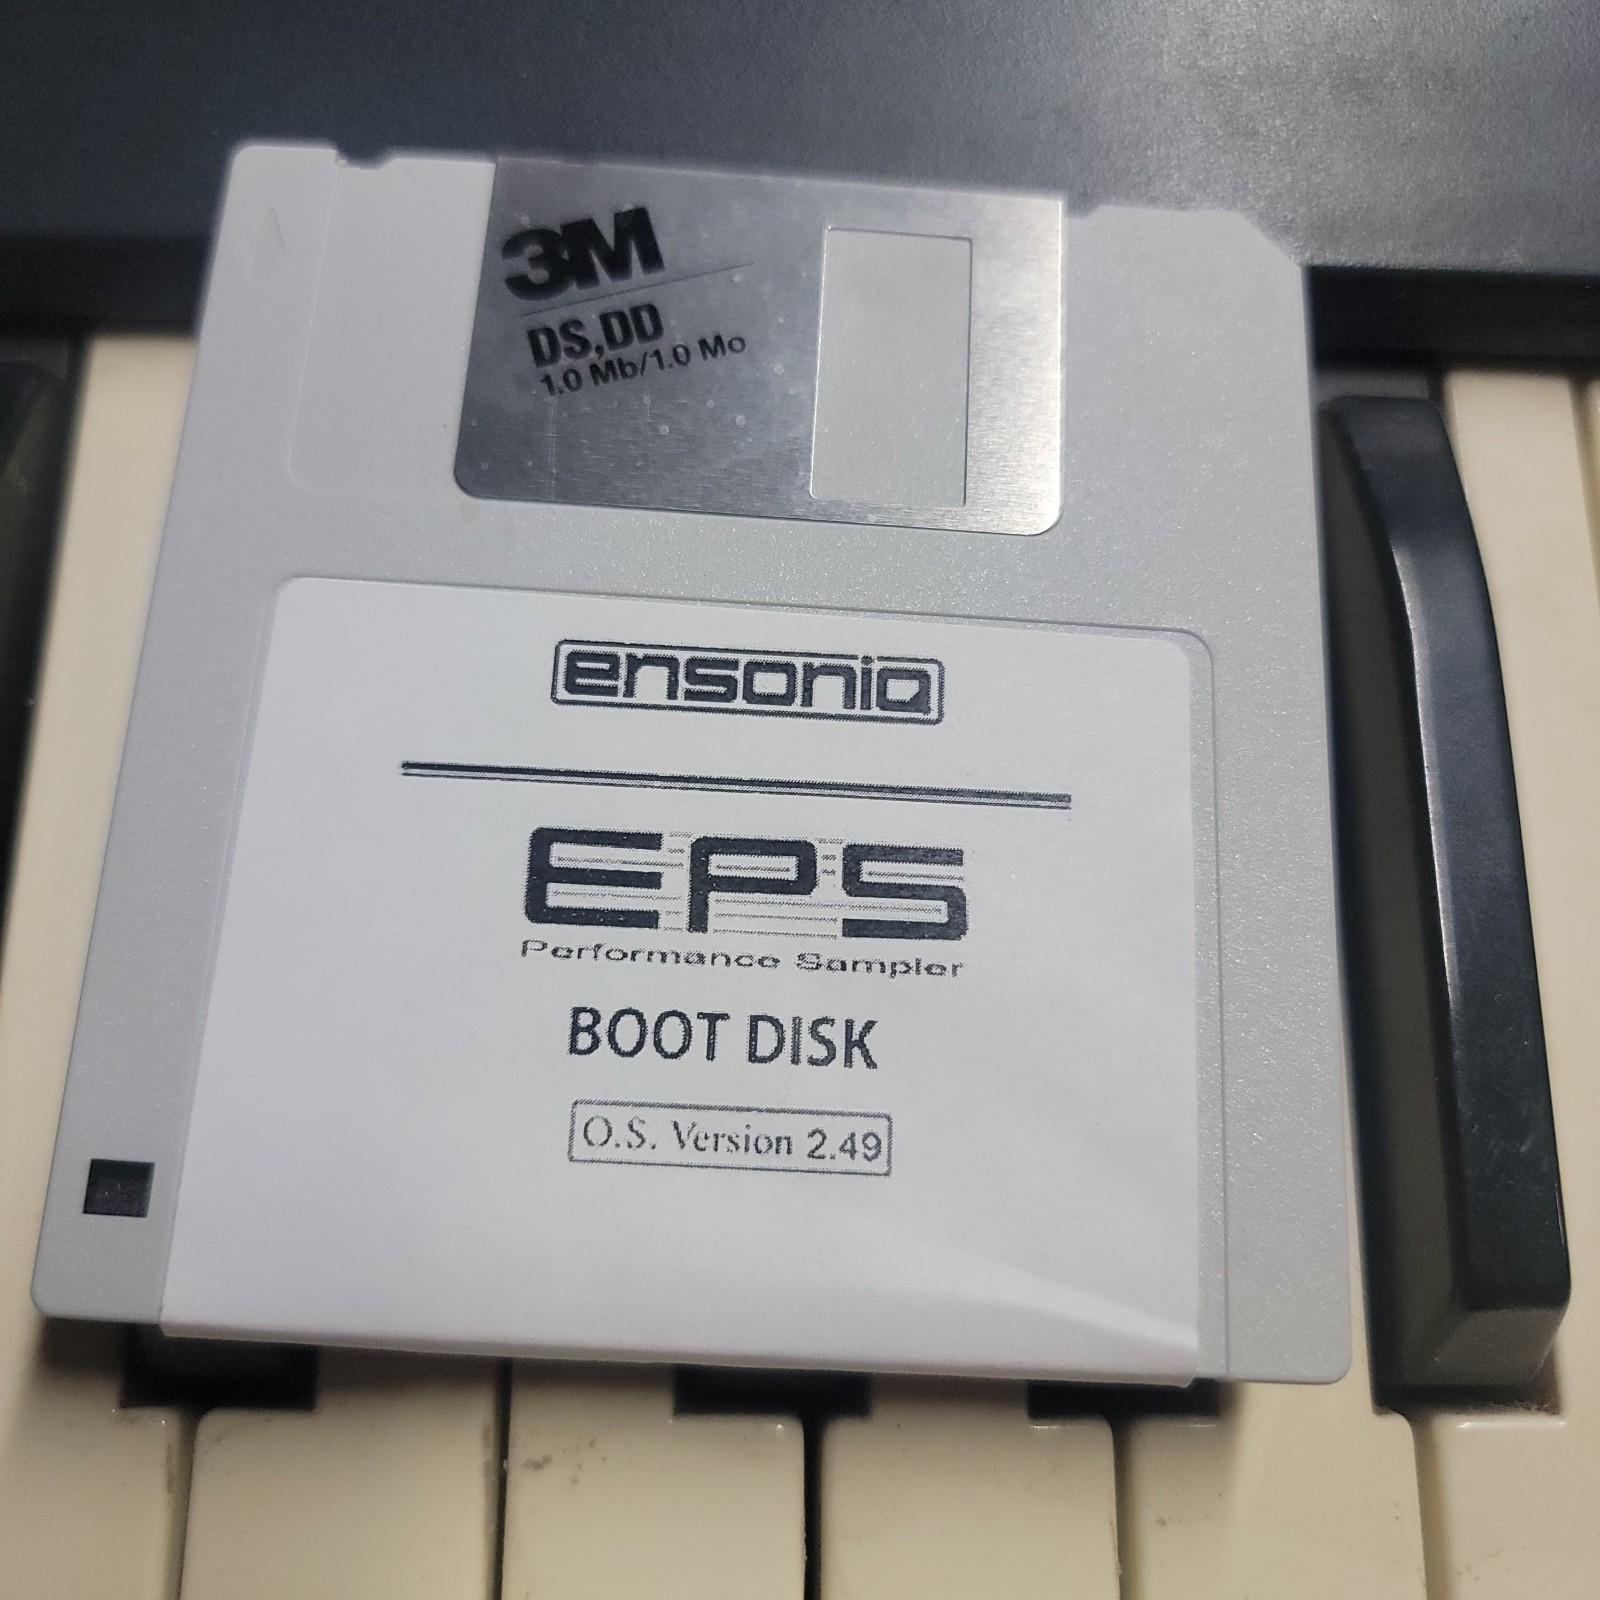 3M
DS,DD
1.0 Mb/1.0 Mo
ensoniq
EPS
Performance Sampler
BOOT DISK
O.S. Version 2.49